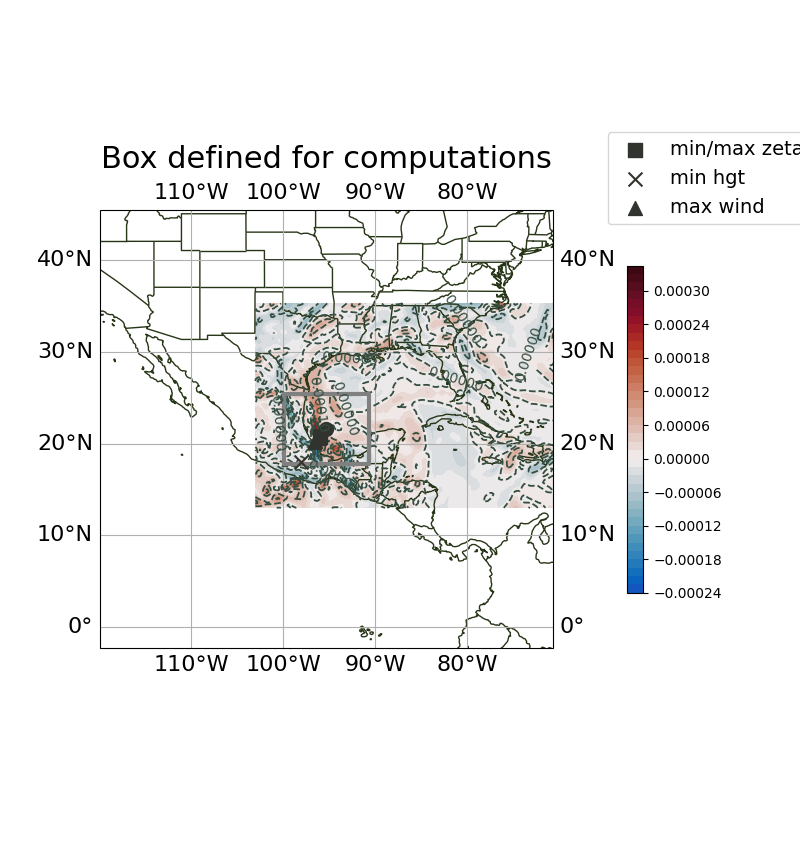 Box defined for computations
110°W 100°W 90°W 80°W
min/max zeta
min hgt
max wind
40°N 40°N
30°N 30°N
20°N 20°N
10°N 10°N
0° 0°
110°W 100°W 90°W 80°W
0.00030
0.00024
0.00018
0.00012
0.00006
0.00000
−0.00006
−0.00012
−0.00018
−0.00024